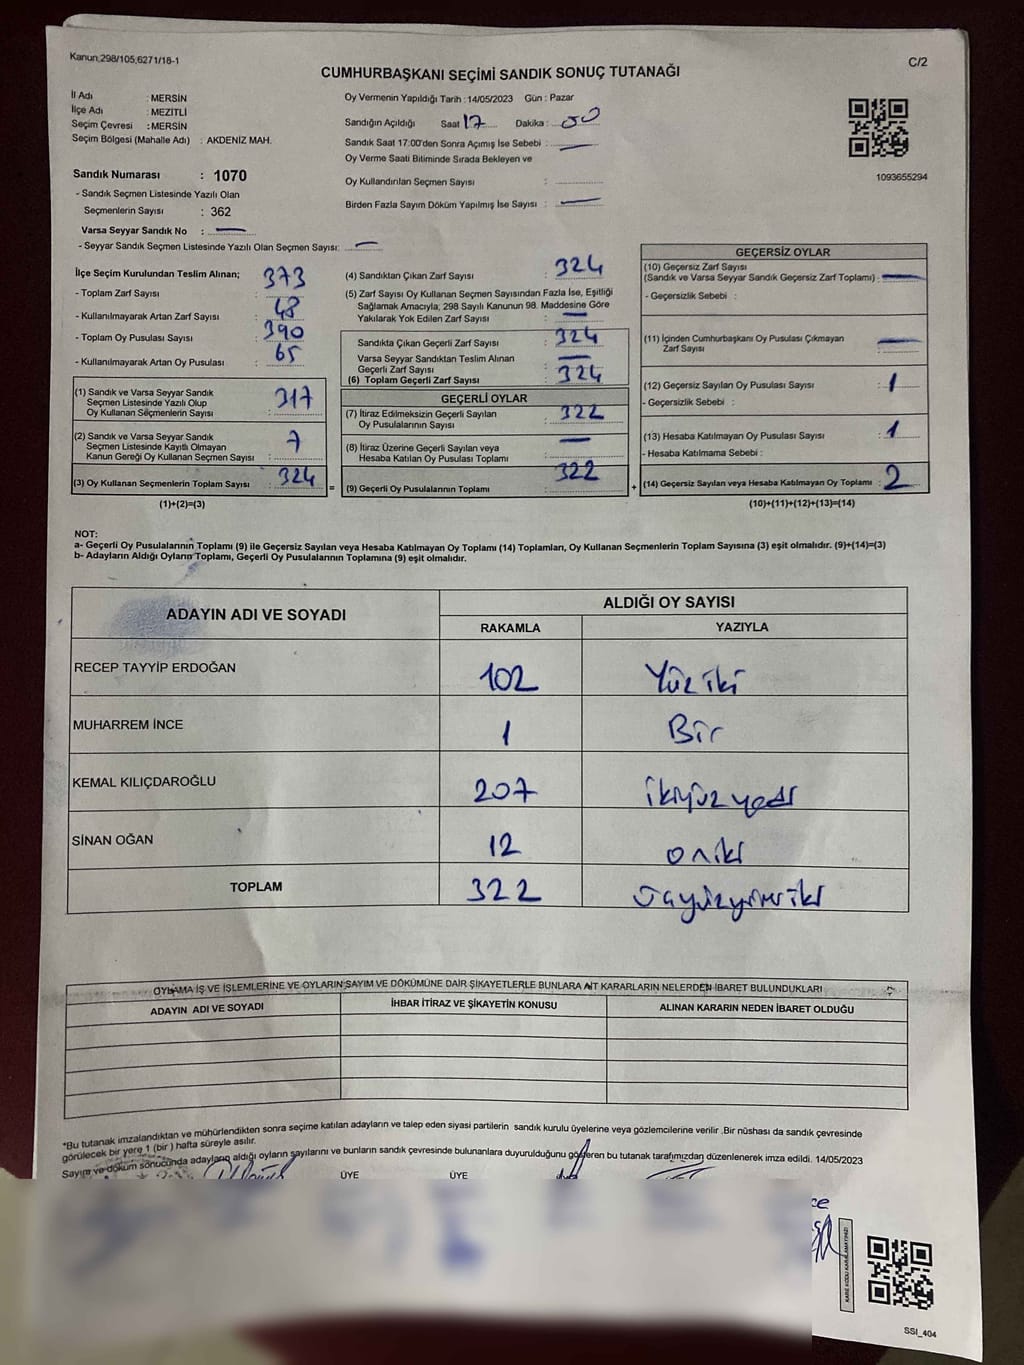 Kanun,298/105,6271/18-1
C/2
CUMHURBAŞKANI SEÇİMİ SANDIK SONUÇ TUTANAĞI
İl Adı : MERSİN
İlçe Adı : MEZİTLİ
Seçim Çevresi : MERSİN
Seçim Bölgesi (Mahalle Adı) : AKDENİZ MAH.
Oy Vermenin Yapıldığı Tarih : 14/05/2023 Gün : Pazar
Sandığın Açıldığı Saat 17 Dakika :
Sandık Saat 17:00'den Sonra Açımış İse Sebebi :
Oy Verme Saati Bitiminde Sırada Bekleyen ve
Oy Kullandırılan Seçmen Sayısı :
Birden Fazla Sayım Döküm Yapılmış İse Sayısı :
1093655294
Sandık Numarası : 1070
- Sandık Seçmen Listesinde Yazılı Olan
Seçmenlerin Sayısı : 362
Varsa Seyyar Sandık No :
- Seyyar Sandık Seçmen Listesinde Yazılı Olan Seçmen Sayısı:
İlçe Seçim Kurulundan Teslim Alınan; 373
- Toplam Zarf Sayısı :
- Kullanılmayarak Artan Zarf Sayısı : 48
- Toplam Oy Pusulası Sayısı : 390
- Kullanılmayarak Artan Oy Pusulası : 65
(1) Sandık ve Varsa Seyyar Sandık
Seçmen Listesinde Yazılı Olup
Oy Kullanan Seçmenlerin Sayısı : 317
(2) Sandık ve Varsa Seyyar Sandık
Seçmen Listesinde Kayıtlı Olmayan
Kanun Gereği Oy Kullanan Seçmen Sayısı : 7
(3) Oy Kullanan Seçmenlerin Toplam Sayısı : 324
(1)+(2)=(3)
=
(4) Sandıktan Çıkan Zarf Sayısı : 324
(5) Zarf Sayısı Oy Kullanan Seçmen Sayısından Fazla İse, Eşitliği
Sağlamak Amacıyla; 298 Sayılı Kanunun 98. Maddesine Göre
Yakılarak Yok Edilen Zarf Sayısı :
Sandıkta Çıkan Geçerli Zarf Sayısı : 324
Varsa Seyyar Sandıktan Teslim Alınan
Geçerli Zarf Sayısı :
(6) Toplam Geçerli Zarf Sayısı : 324
GEÇERLİ OYLAR
(7) İtiraz Edilmeksizin Geçerli Sayılan
Oy Pusulalarının Sayısı : 322
(8) İtiraz Üzerine Geçerli Sayılan veya
Hesaba Katılan Oy Pusulası Toplamı :
(9) Geçerli Oy Pusulalarının Toplamı : 322
+
GEÇERSİZ OYLAR
(10) Geçersiz Zarf Sayısı
(Sandık ve Varsa Seyyar Sandık Geçersiz Zarf Toplamı) :
- Geçersizlik Sebebi :
(11) İçinden Cumhurbaşkanı Oy Pusulası Çıkmayan
Zarf Sayısı :
(12) Geçersiz Sayılan Oy Pusulası Sayısı : 1
- Geçersizlik Sebebi :
(13) Hesaba Katılmayan Oy Pusulası Sayısı : 1
- Hesaba Katılmama Sebebi :
(14) Geçersiz Sayılan veya Hesaba Katılmayan Oy Toplamı : 2
(10)+(11)+(12)+(13)=(14)
NOT:
a- Geçerli Oy Pusulalarının Toplamı (9) ile Geçersiz Sayılan veya Hesaba Katılmayan Oy Toplamı (14) Toplamları, Oy Kullanan Seçmenlerin Toplam Sayısına (3) eşit olmalıdır. (9)+(14)=(3)
b- Adayların Aldığı Oyların Toplamı, Geçerli Oy Pusulalarının Toplamına (9) eşit olmalıdır.
ADAYIN ADI VE SOYADI
ALDIĞI OY SAYISI
RAKAMLA YAZIYLA
RECEP TAYYİP ERDOĞAN 102 Yüz iki
MUHARREM İNCE 1 Bir
KEMAL KILIÇDAROĞLU 207 ikiyüz yedi
SİNAN OĞAN 12 oniki
TOPLAM 322
OYLAMA İŞ VE İŞLEMLERİNE VE OYLARIN SAYIM VE DÖKÜMÜNE DAİR ŞİKAYETLERLE BUNLARA AİT KARARLARIN NELERDEN İBARET BULUNDUKLARI
ADAYIN ADI VE SOYADI İHBAR İTİRAZ VE ŞİKAYETİN KONUSU ALINAN KARARIN NEDEN İBARET OLDUĞU
*Bu tutanak imzalandıktan ve mühürlendikten sonra seçime katılan adayların ve talep eden siyasi partilerin sandık kurulu üyelerine veya gözlemcilerine verilir .Bir nüshası da sandık çevresinde
görülecek bir yere 1 (bir ) hafta süreyle asılır.
Sayım ve döküm sonucunda adayların aldığı oyların sayılarını ve bunların sandık çevresinde bulunanlara duyurulduğunu gösteren bu tutanak tarafımızdan düzenlenerek imza edildi. 14/05/2023
ÜYE ÜYE
KARE KODU KARALAMAYINIZ!
SSI_404